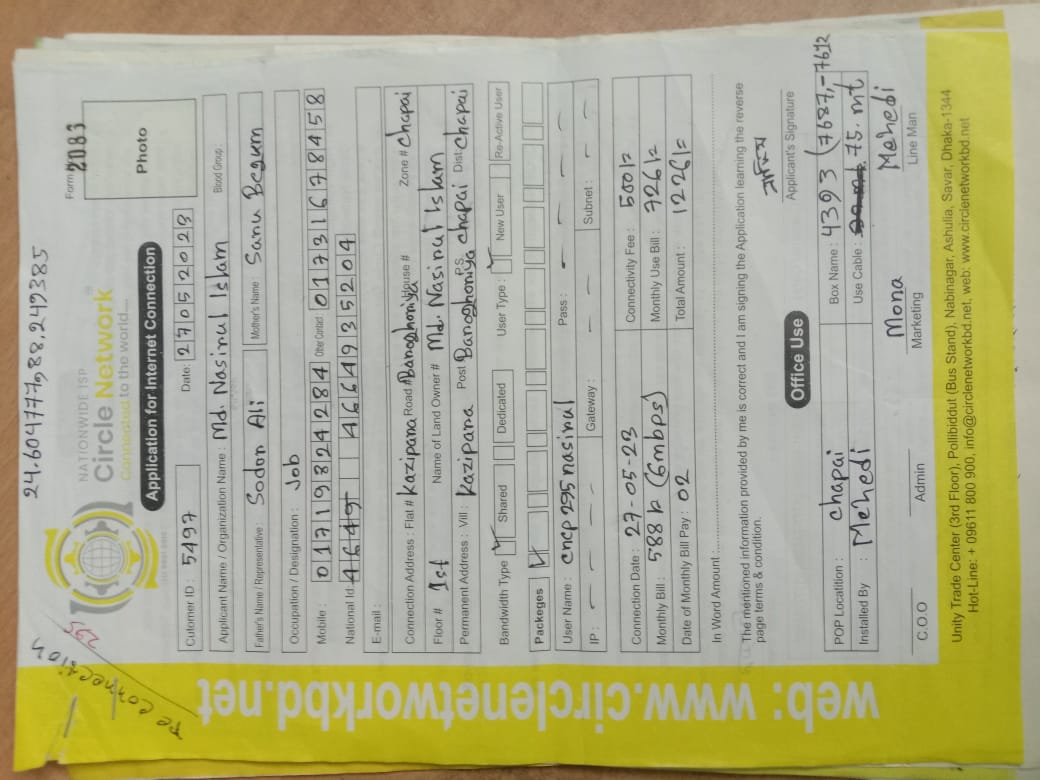 24.6047779,88.249385
re connection
295
NATIONWIDE ISP
Circle Network
Connected to the world...
Form 2083
Photo
Application for Internet Connection
Cutomer ID : 5497 Date: 27052023
Applicant Name / Organization Name : Md. Nasirul Islam Blood Group :
Father's Name / Representative : Sodor Ali Mother's Name : Sanu Begum
Occupation / Designation : Job
Mobile : 01719824284 Other Contact : 01731678458
National Id: 4649 4664935204
E-mail :
Connection Address : Flat # Kazipara Road # Baroghoriya House # Zone # Chapai
Floor # 1st Name of Land Owner # Md. Nasirul Islam
Permanent Address : Vill : Kazipara Post Baroghoriya P.S chapai Dist: chapai
Bandwidth Type Shared Dedicated User Type : New User Re-Active User
Packeges
User Name : cncp295nasirul Pass :
IP : Gateway : Subnet :
Connection Date : 27-05-23 Connectivity Fee : 500/=
Monthly Bill : 588 tk (6mbps) Monthly Use Bill : 726/=
Date of Monthly Bill Pay : 02 Total Amount : 1226/=
In Word Amount :
The mentioned information provided by me is correct and I am signing the Application learning the reverse
page terms & condition.
Applicant's Signature
Office Use
POP Locatition : chapai Box Name : 4393 (7687,-7612
Installed By : Mehedi Use Cable : 75.mt
Mona Mehedi
C.O.O Admin Marketing Line Man
Unity Trade Center (3rd Floor), Pollibiddut (Bus Stand), Nabinagar, Ashulia, Savar, Dhaka-1344
Hot-Line: + 09611 800 900, info@circlenetworkbd.net, web: www.circlenetworkbd.net
web: www.circlenetworkbd.net